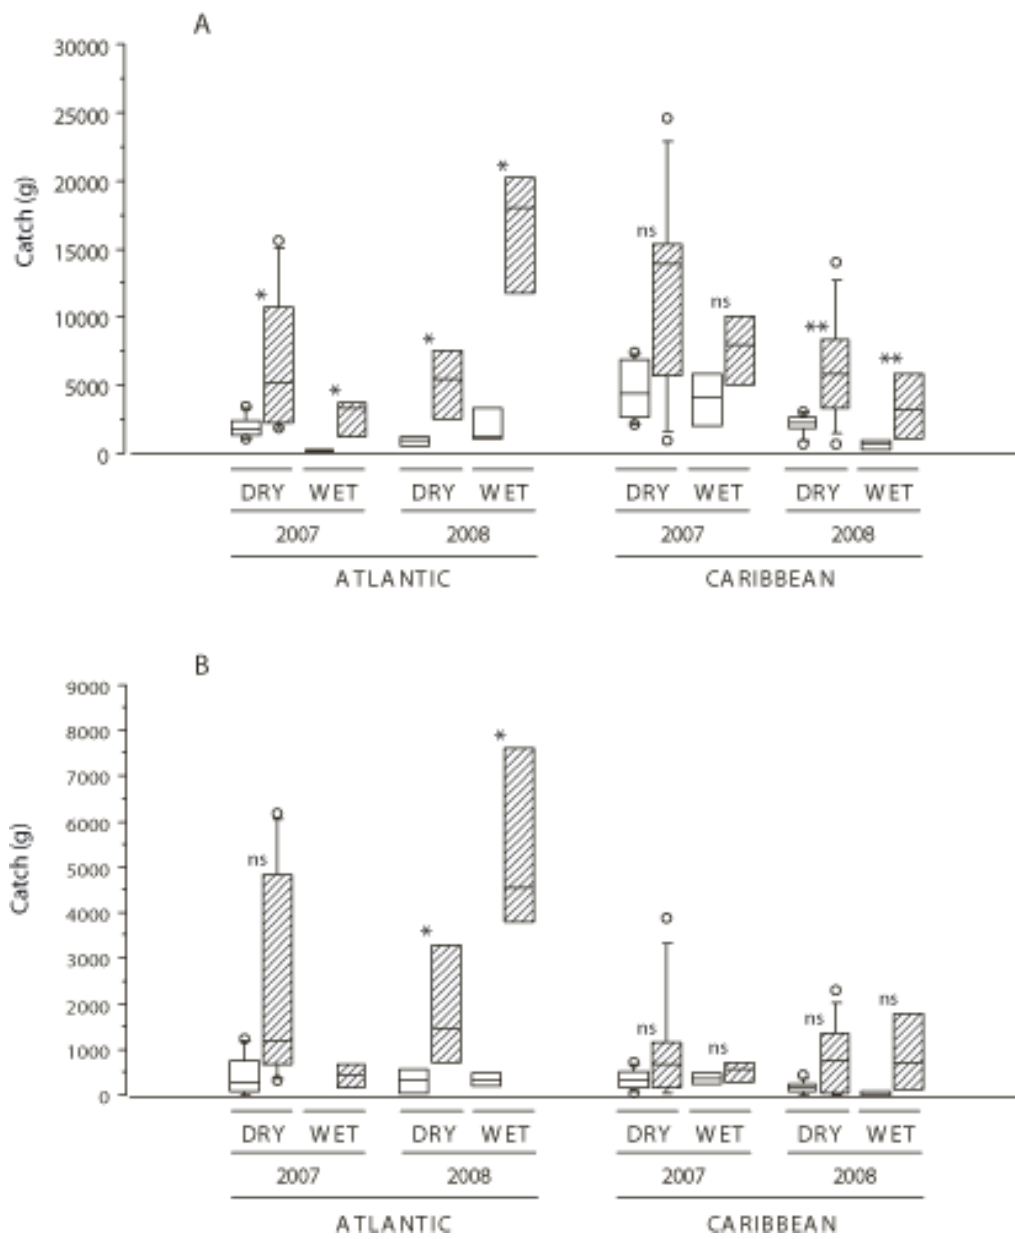 A
30000
25000
20000
15000
10000
5000
0
Catch (g)
* * * * ns ns ** **
DRY WET DRY WET DRY WET DRY WET
2007 2008 2007 2008
ATLANTIC CARIBBEAN
B
9000
8000
7000
6000
5000
4000
3000
2000
1000
0
Catch (g)
ns * * ns ns ns ns
DRY WET DRY WET DRY WET DRY WET
2007 2008 2007 2008
ATLANTIC CARIBBEAN